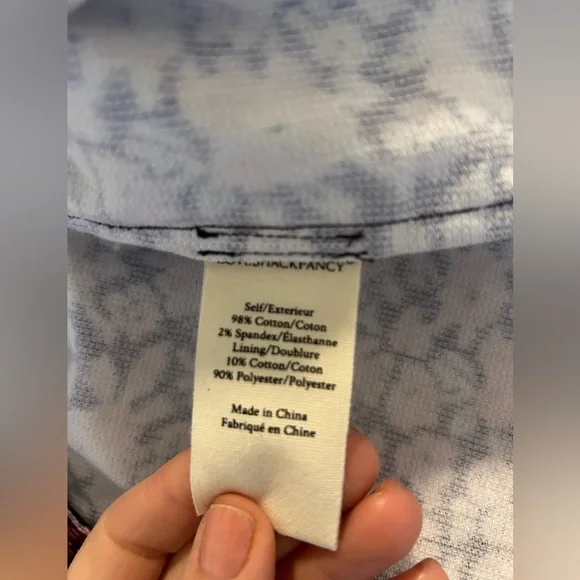 LOVESHACKFANCY
Self/Exterieur
98% Cotton/Coton
2% Spandex/Élasthanne
Lining/Doublure
10% Cotton/Coton
90% Polyester/Polyester
Made in China
Fabriqué en Chine